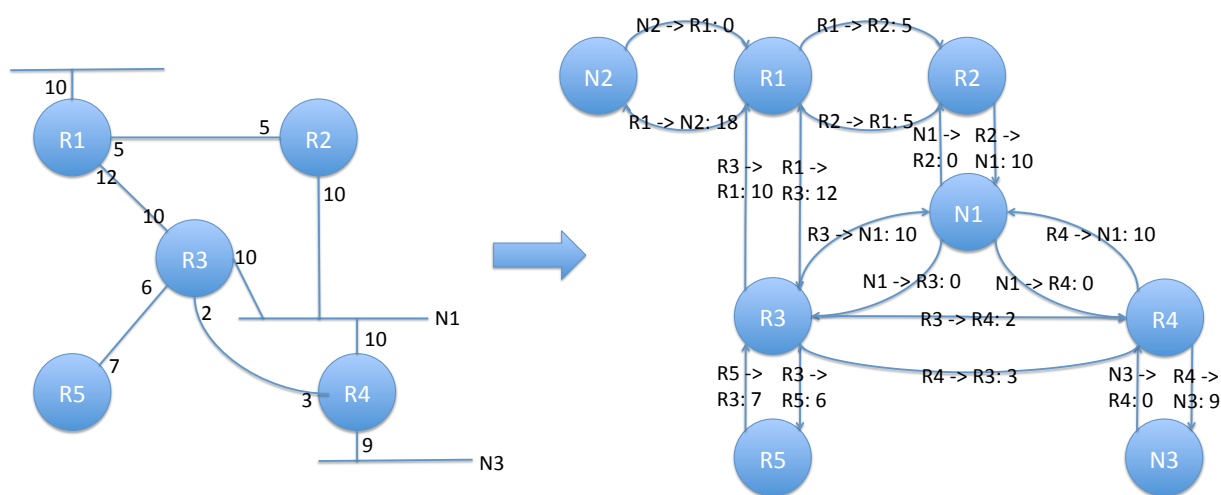 10
R1
5
5
R2
12
10
10
R3
10
6
2
N1
10
7
R5
3
R4
9
N3
N2 -> R1: 0
R1 -> R2: 5
N2
R1
R2
R1 -> N2: 18
R2 -> R1: 5
N1 ->
R2: 0
R2 ->
N1: 10
R3 ->
R1: 10
R1 ->
R3: 12
N1
R3 -> N1: 10
R4 -> N1: 10
N1 -> R3: 0
N1 -> R4: 0
R3
R3 -> R4: 2
R4
R5 ->
R3: 7
R3 ->
R5: 6
R4 -> R3: 3
N3 ->
R4: 0
R4 ->
N3: 9
R5
N3